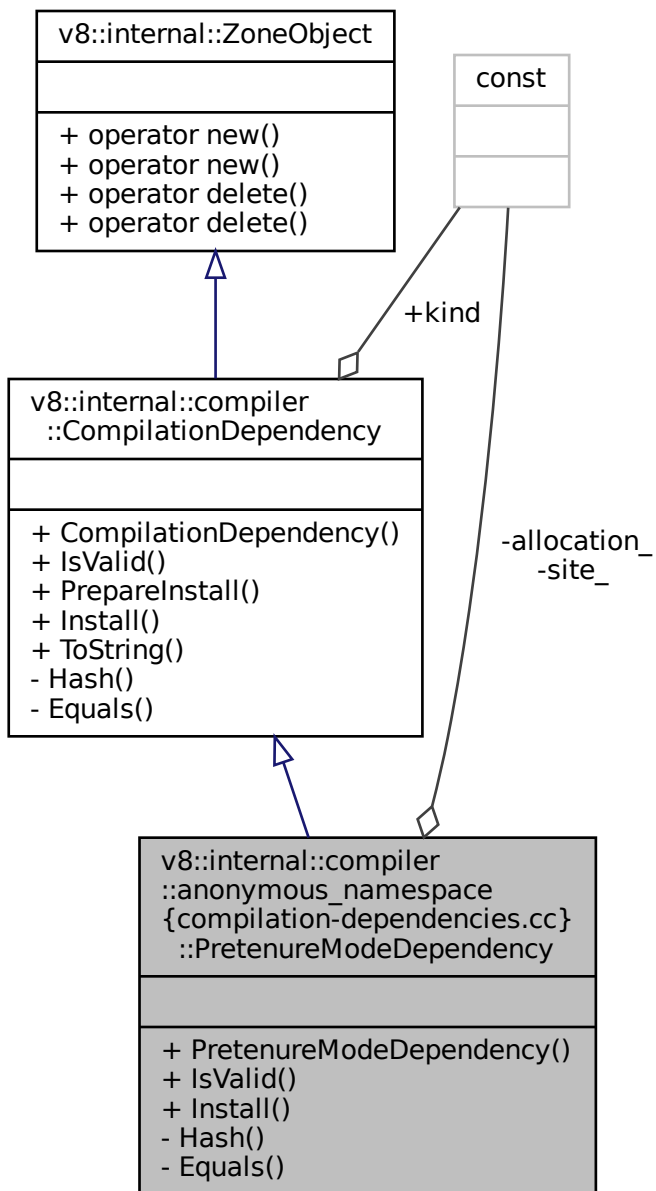 v8::internal::ZoneObject
+ operator new()
+ operator new()
+ operator delete()
+ operator delete()
const
+kind
v8::internal::compiler
::CompilationDependency
+ CompilationDependency()
+ IsValid()
+ PrepareInstall()
+ Install()
+ ToString()
- Hash()
- Equals()
-allocation_
-site_
v8::internal::compiler
::anonymous_namespace
{compilation-dependencies.cc}
::PretenureModeDependency
+ PretenureModeDependency()
+ IsValid()
+ Install()
- Hash()
- Equals()